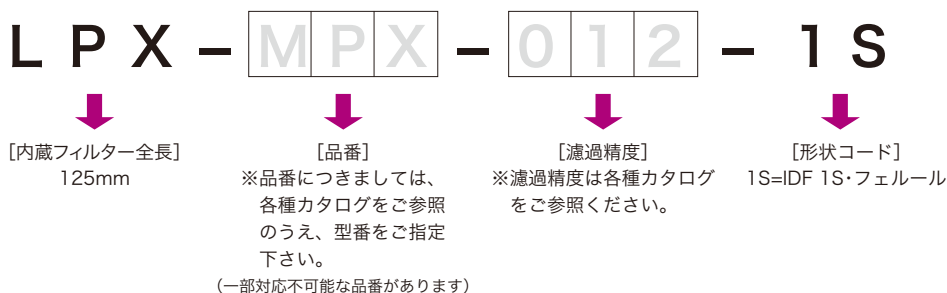 LPX－MPX－012－1S
[内蔵フィルター全長]
125mm
[品番]
※品番につきましては、
各種カタログをご参照
のうえ、型番をご指定
下さい。
（一部対応不可能な品番があります）
[濾過精度]
※濾過精度は各種カタログ
をご参照ください。
[形状コード]
1S=IDF 1S・フェルール